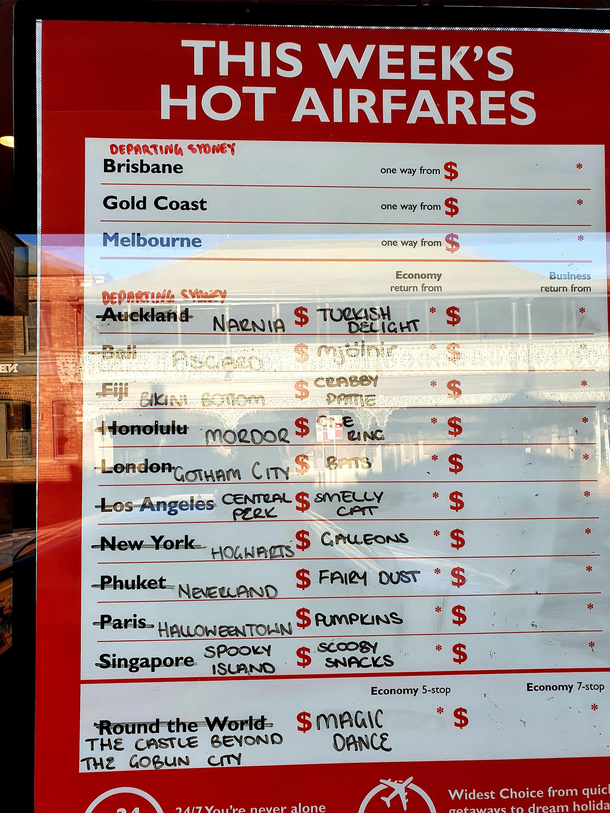 THIS WEEK'S
HOT AIRFARES
DEPARTING SYDNEY
Brisbane one way from $ *
Gold Coast one way from $ *
Melbourne one way from $ *
Economy Business
return from return from
DEPARTING SYDNEY
Auckland NARNIA $ TURKISH DELIGHT * $ *
Bali ASGARD $ Mjölnir * $ *
Fiji BIKINI BOTTOM $ CRABBY PATTIE * $ *
Honolulu MORDOR $ RING * $ *
London GOTHAM CITY $ BATS * $ *
Los Angeles CENTRAL PERK $ SMELLY CAT * $ *
New York HOGWARTS $ GALLEONS * $ *
Phuket NEVERLAND $ FAIRY DUST * $ *
Paris HALLOWEENTOWN $ PUMPKINS * $ *
Singapore SPOOKY ISLAND $ SCOOBY SNACKS * $ *
Economy 5-stop Economy 7-stop
Round the World $ MAGIC DANCE * $ *
THE CASTLE BEYOND
THE GOBLIN CITY
24 24/7 You're never alone
Widest Choice from
getaways to dream